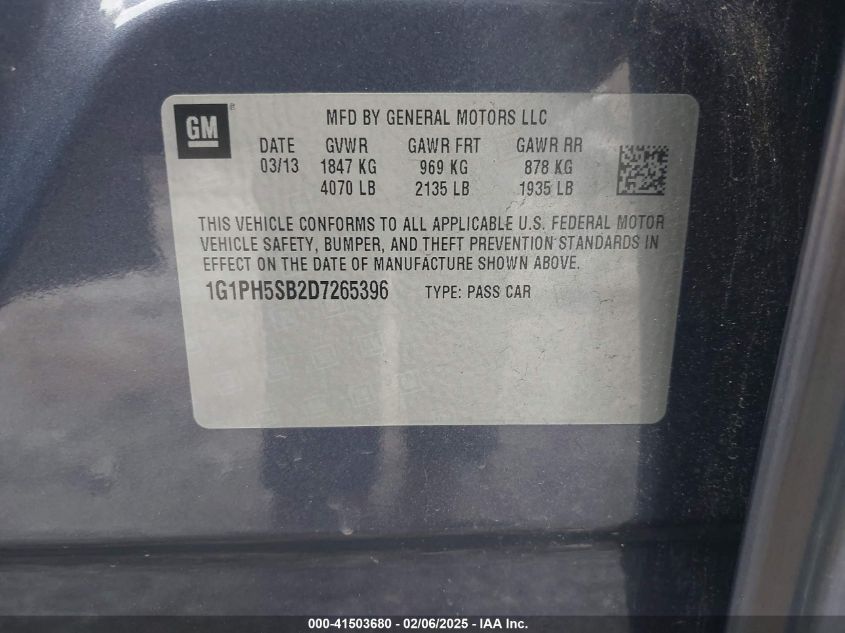 GM ®
MFD BY GENERAL MOTORS LLC
DATE GVWR GAWR FRT GAWR RR
03/13 1847 KG 969 KG 878 KG
4070 LB 2135 LB 1935 LB
THIS VEHICLE CONFORMS TO ALL APPLICABLE U.S. FEDERAL MOTOR
VEHICLE SAFETY, BUMPER, AND THEFT PREVENTION STANDARDS IN
EFFECT ON THE DATE OF MANUFACTURE SHOWN ABOVE.
1G1PH5SB2D7265396 TYPE: PASS CAR
000-41503680 - 02/06/2025 - IAA Inc.